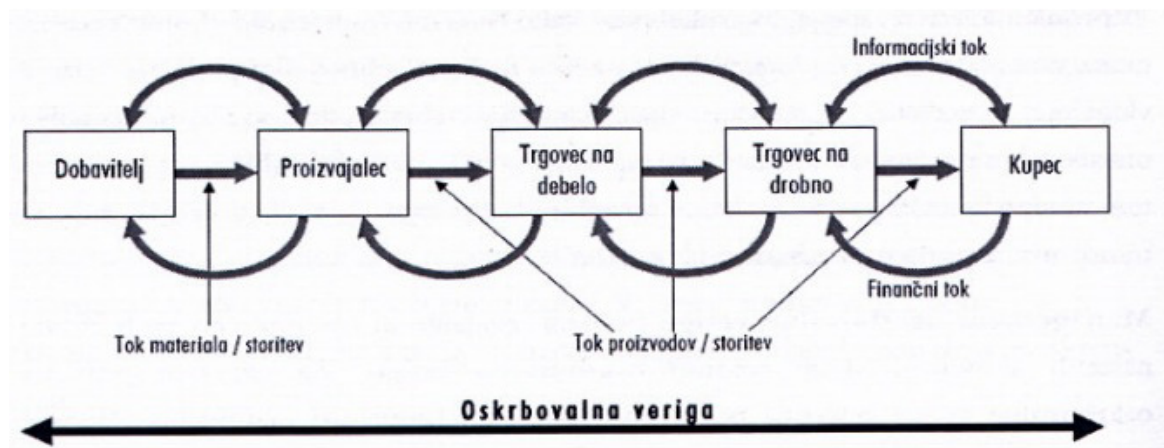 Informacijski tok
Dobavitelj
Proizvajalec
Trgovec na
debelo
Trgovec na
drobno
Kupec
Finančni tok
Tok materiala / storitev
Tok proizvodov / storitev
Oskrbovalna veriga